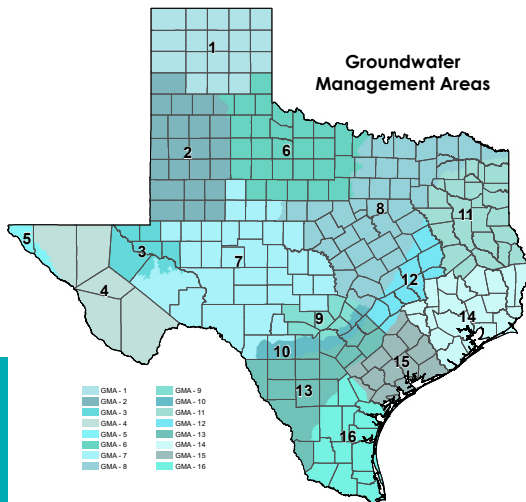 Groundwater
Management Areas
1
2
6
8
11
5
3
7
12
4
9
14
10
15
13
16
GMA - 1
GMA - 2
GMA - 3
GMA - 4
GMA - 5
GMA - 6
GMA - 7
GMA - 8
GMA - 9
GMA - 10
GMA - 11
GMA - 12
GMA - 13
GMA - 14
GMA - 15
GMA - 16